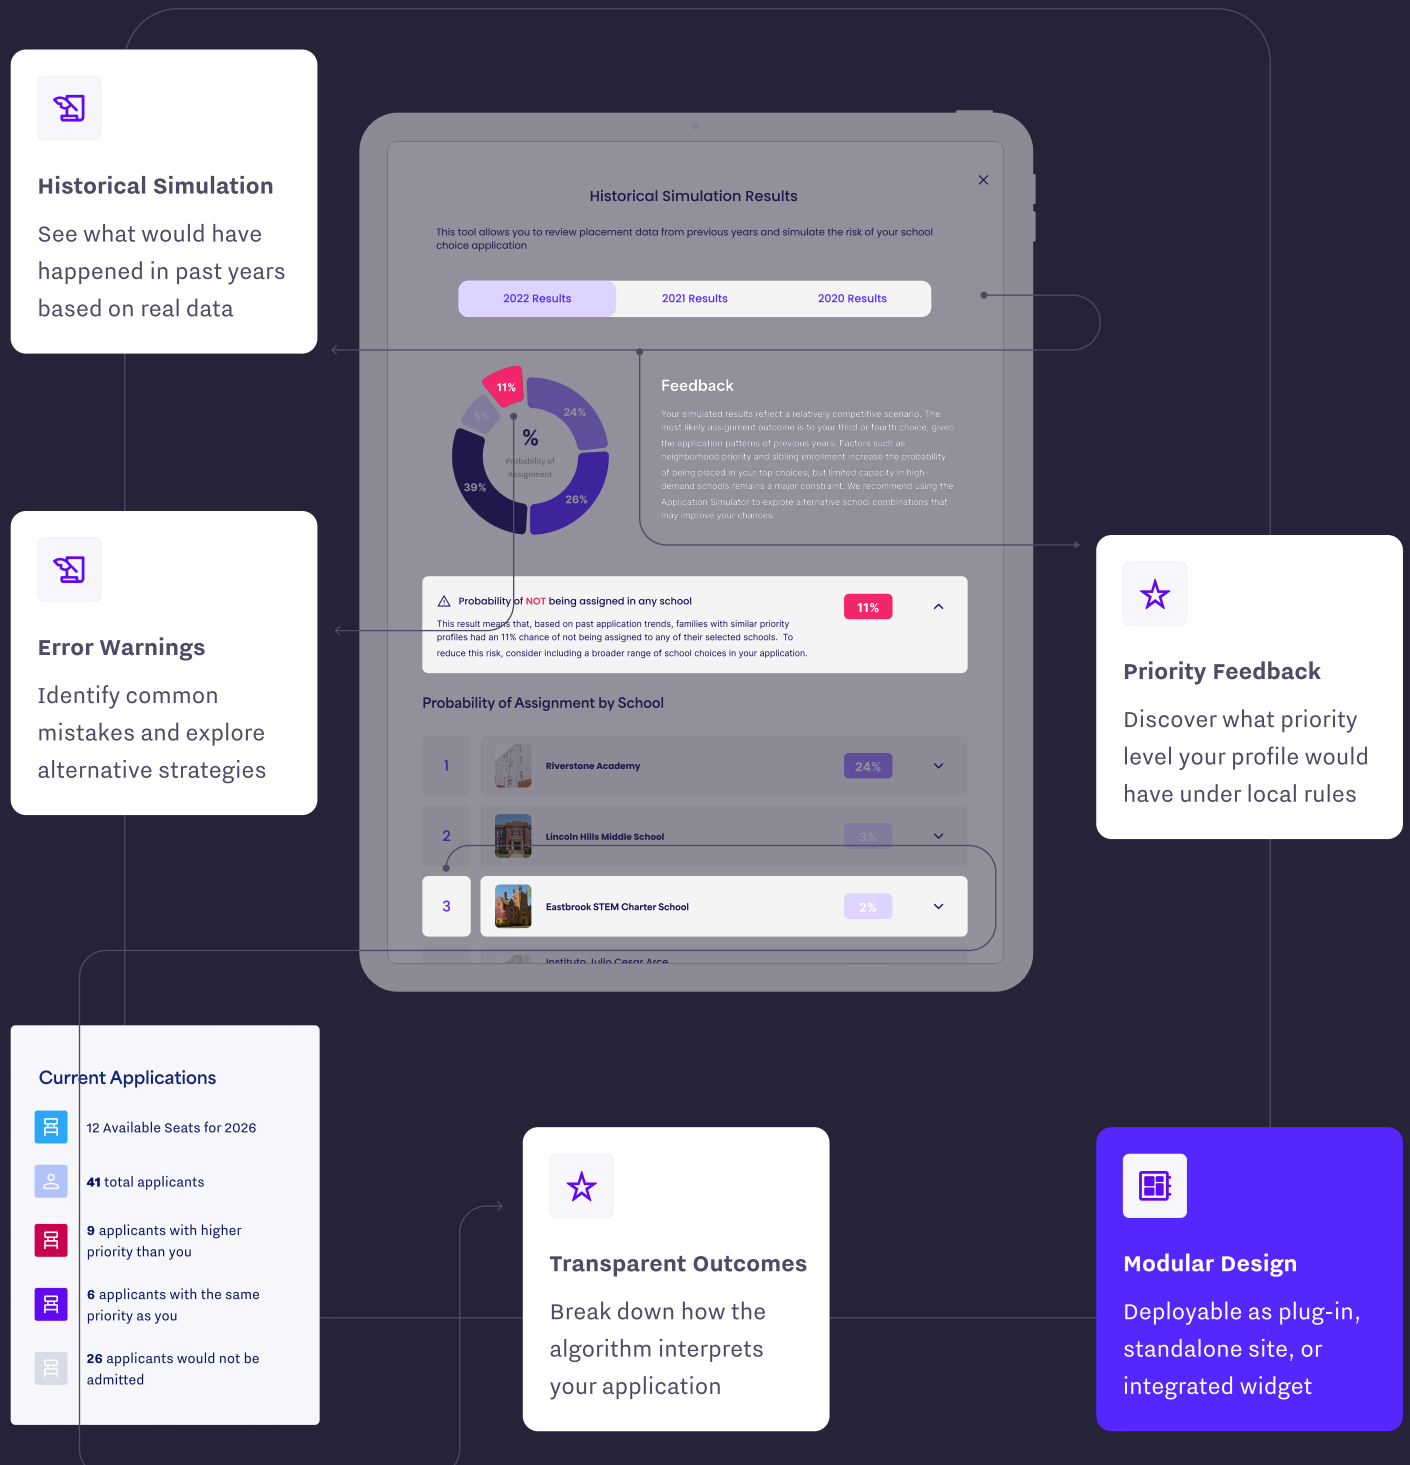 Historical Simulation
See what would have
happened in past years
based on real data
Historical Simulation Results
This tool allows you to review placement data from previous years and simulate the risk of your school
choice application
2022 Results
2021 Results
2020 Results
11%
24%
5%
39%
26%
%
Probability of
Assignment
Feedback
Your simulated results reflect a relatively competitive scenario. The
most likely assignment outcome is to your third or fourth choice, given
the application patterns of previous years. Factors such as
neighborhood priority and sibling enrollment increase the probability
of being placed in your top choices, but limited capacity in high-
demand schools remains a major constraint. We recommend using the
Application Simulator to explore alternative school combinations that
may improve your chances.
Error Warnings
Identify common
mistakes and explore
alternative strategies
Probability of NOT being assigned in any school
11%
This result means that, based on past application trends, families with similar priority
profiles had an 11% chance of not being assigned to any of their selected schools. To
reduce this risk, consider including a broader range of school choices in your application.
Priority Feedback
Discover what priority
level your profile would
have under local rules
Probability of Assignment by School
1
Riverstone Academy
24%
2
Lincoln Hills Middle School
3%
3
Eastbrook STEM Charter School
2%
Instituto Julio Cesar Arce
Current Applications
12 Available Seats for 2026
41 total applicants
9 applicants with higher
priority than you
6 applicants with the same
priority as you
26 applicants would not be
admitted
Transparent Outcomes
Break down how the
algorithm interprets
your application
Modular Design
Deployable as plug-in,
standalone site, or
integrated widget